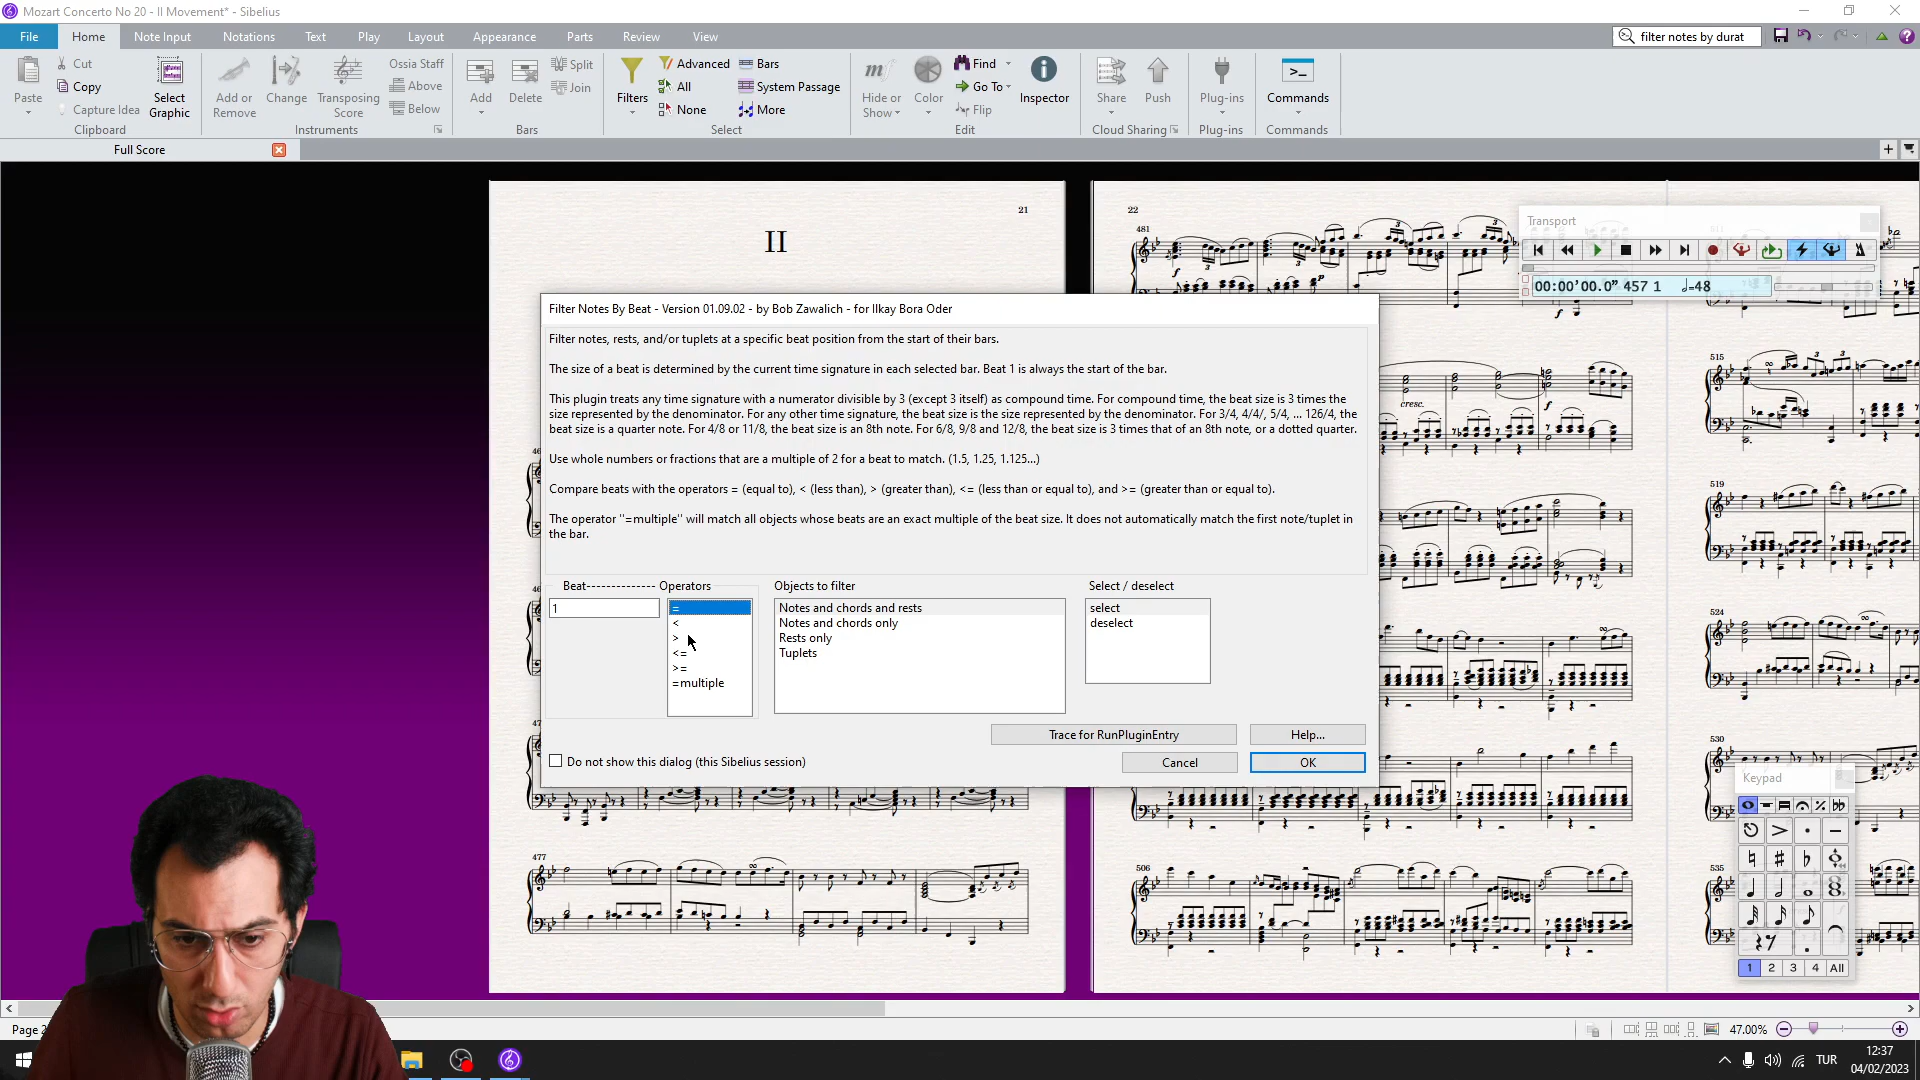 Mozart Concerto No 20 - II Movement* - Sibelius
File Home Note Input Notations Text Play Layout Appearance Parts Review View
filter notes by durat
Paste
Cut
Copy
Capture Idea
Select Graphic
Clipboard
Add or Remove
Change
Transposing Score
Ossia Staff
Above
Below
Instruments
Add
Delete
Split
Join
Bars
Filters
Advanced
All
None
Bars
System Passage
More
Select
Hide or Show
Color
Find
Go To
Flip
Inspector
Edit
Share
Push
Cloud Sharing
Plug-ins
Plug-ins
Commands
Commands
Full Score
21
II
22
481
Transport
00:00'00.0" 457 1 ♩=48
Filter Notes By Beat - Version 01.09.02 - by Bob Zawalich - for Ilkay Bora Oder
Filter notes, rests, and/or tuplets at a specific beat position from the start of their bars.
The size of a beat is determined by the current time signature in each selected bar. Beat 1 is always the start of the bar.
This plugin treats any time signature with a numerator divisible by 3 (except 3 itself) as compound time. For compound time, the beat size is 3 times the
size represented by the denominator. For any other time signature, the beat size is the size represented by the denominator. For 3/4, 4/4/, 5/4, ... 126/4, the
beat size is a quarter note. For 4/8 or 11/8, the beat size is an 8th note. For 6/8, 9/8 and 12/8, the beat size is 3 times that of an 8th note, or a dotted quarter.
Use whole numbers or fractions that are a multiple of 2 for a beat to match. (1.5, 1.25, 1.125...)
Compare beats with the operators = (equal to), < (less than), > (greater than), <= (less than or equal to), and >= (greater than or equal to).
The operator "=multiple" will match all objects whose beats are an exact multiple of the beat size. It does not automatically match the first note/tuplet in
the bar.
Beat-------------- Operators
1
=
<
>
<=
>=
=multiple
Objects to filter
Notes and chords and rests
Notes and chords only
Rests only
Tuplets
Select / deselect
select
deselect
Trace for RunPluginEntry
Help...
Do not show this dialog (this Sibelius session)
Cancel
OK
cresc.
515
519
524
530
535
477
506
Keypad
1 2 3 4 All
47.00%
TUR
12:37
04/02/2023